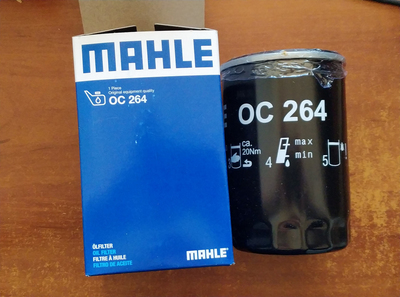 MAHLE
1 Piece
Original equipment quality
OC 264
ÖLFILTER
OIL FILTER
FILTRE À HUILE
FILTRO DE ACEITE
MAHLE
OC 264
ca.
20Nm
4
max
min
5